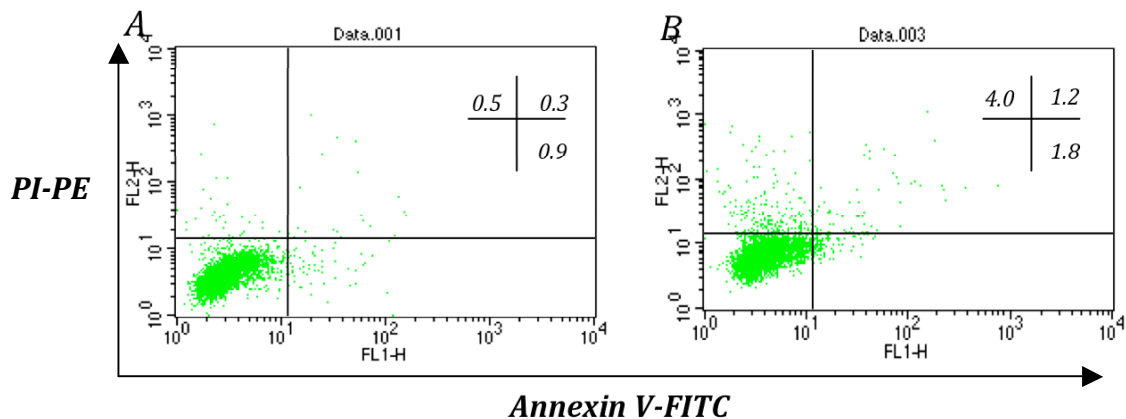 A
Data.001
10^4
10^3
10^2
10^1
10^0
FL2-H
0.5 0.3
0.9
10^0 10^1 10^2 10^3 10^4
FL1-H
B
Data.003
10^4
10^3
10^2
10^1
10^0
FL2-H
4.0 1.2
1.8
10^0 10^1 10^2 10^3 10^4
FL1-H
PI-PE
Annexin V-FITC